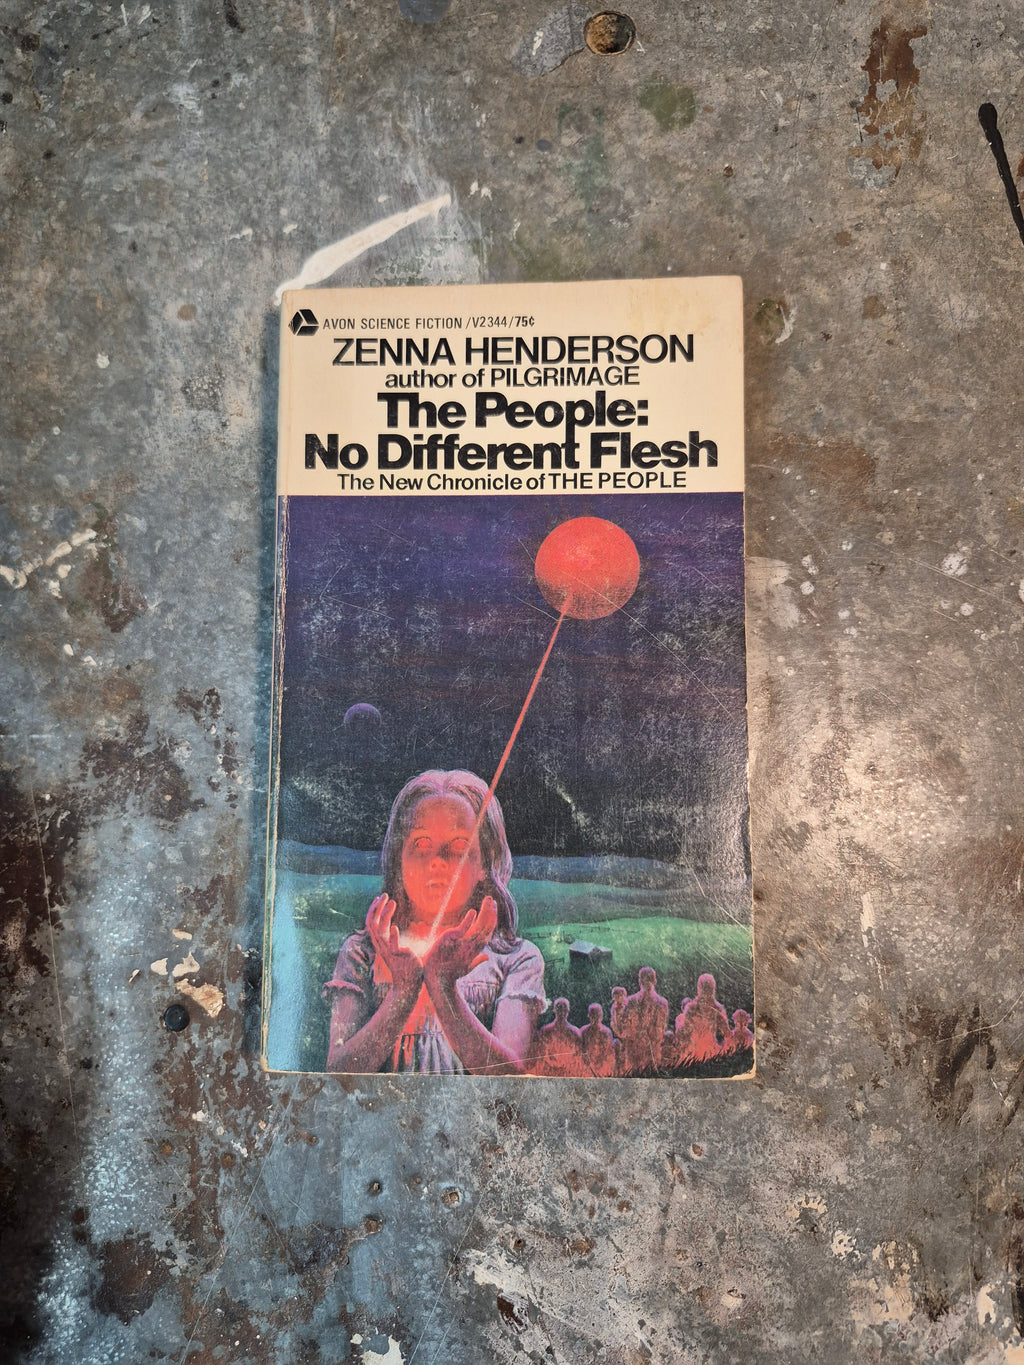 AVON SCIENCE FICTION /V2344/75¢
ZENNA HENDERSON
author of PILGRIMAGE
The People:
No Different Flesh
The New Chronicle of THE PEOPLE